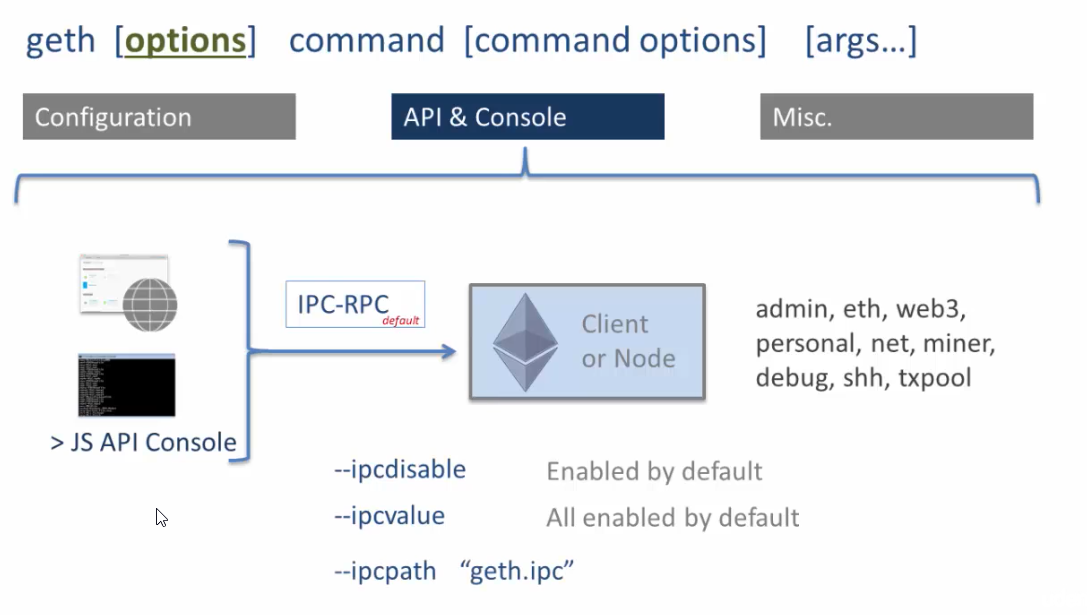 geth [options] command [command options] [args...]
Configuration
API & Console
Misc.
IPC-RPC
default
Client
or Node
admin, eth, web3,
personal, net, miner,
debug, shh, txpool
> JS API Console
--ipcdisable Enabled by default
--ipcvalue All enabled by default
--ipcpath “geth.ipc”